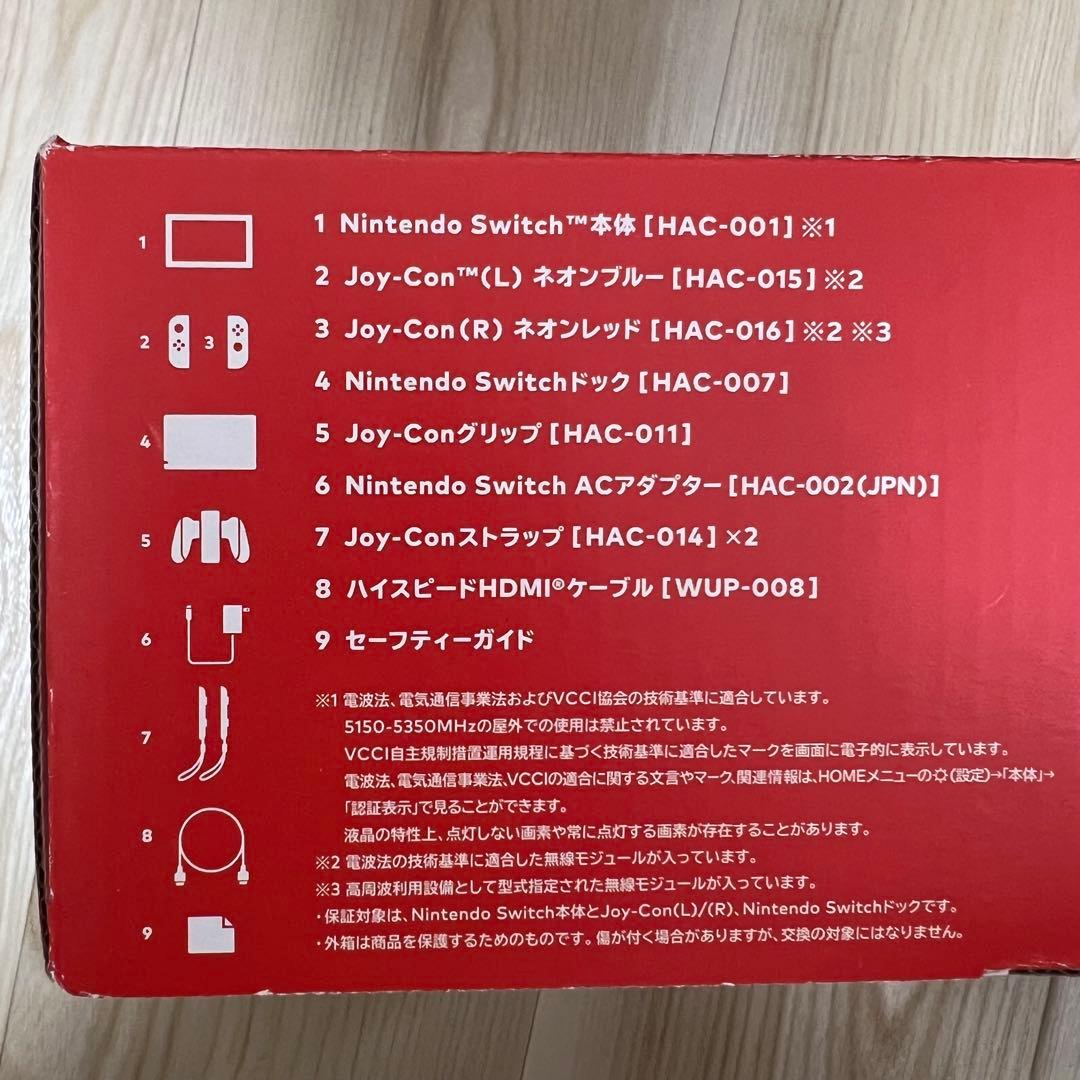 1 Nintendo Switch™本体 [HAC-001] ※1
2 Joy-Con™(L) ネオンブルー [HAC-015] ※2
3 Joy-Con(R) ネオンレッド [HAC-016] ※2 ※3
4 Nintendo Switchドック [HAC-007]
5 Joy-Conグリップ [HAC-011]
6 Nintendo Switch ACアダプター [HAC-002(JPN)]
7 Joy-Conストラップ [HAC-014] ×2
8 ハイスピードHDMI®ケーブル [WUP-008]
9 セーフティーガイド
※1 電波法、電気通信事業法およびVCCI協会の技術基準に適合しています。
5150-5350MHzの屋外での使用は禁止されています。
VCCI自主規制措置運用規程に基づく技術基準に適合したマークを画面に電子的に表示しています。
電波法、電気通信事業法、VCCIの適合に関する文言やマーク、関連情報は、HOMEメニューの(設定)→「本体」→
「認証表示」で見ることができます。
液晶の特性上、点灯しない画素や常に点灯する画素が存在することがあります。
※2 電波法の技術基準に適合した無線モジュールが入っています。
※3 高周波利用設備として型式指定された無線モジュールが入っています。
・保証対象は、Nintendo Switch本体とJoy-Con(L)/(R)、Nintendo Switchドックです。
・外箱は商品を保護するためのものです。傷が付く場合がありますが、交換の対象にはなりません。
1
2 3
4
5
6
7
8
9